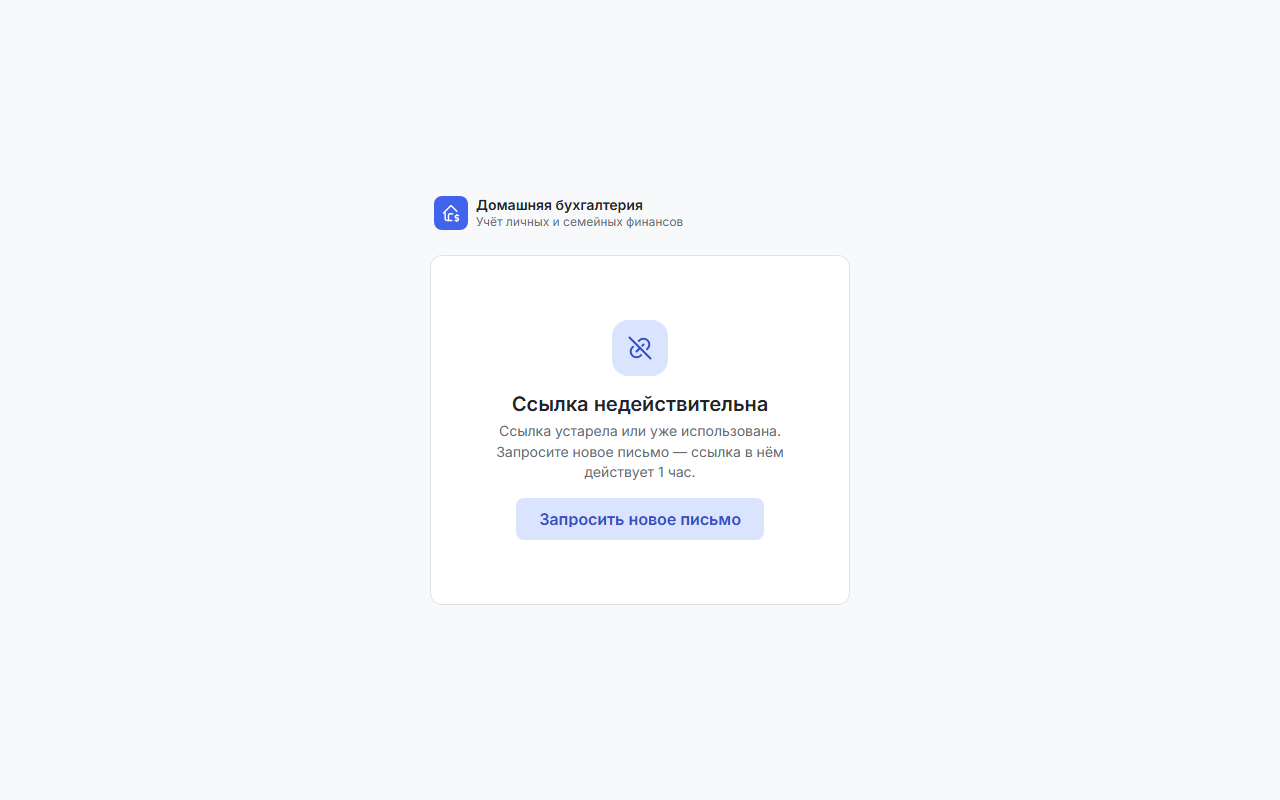 Домашняя бухгалтерия
Учёт личных и семейных финансов
Ссылка недействительна
Ссылка устарела или уже использована.
Запросите новое письмо — ссылка в нём
действует 1 час.
Запросить новое письмо